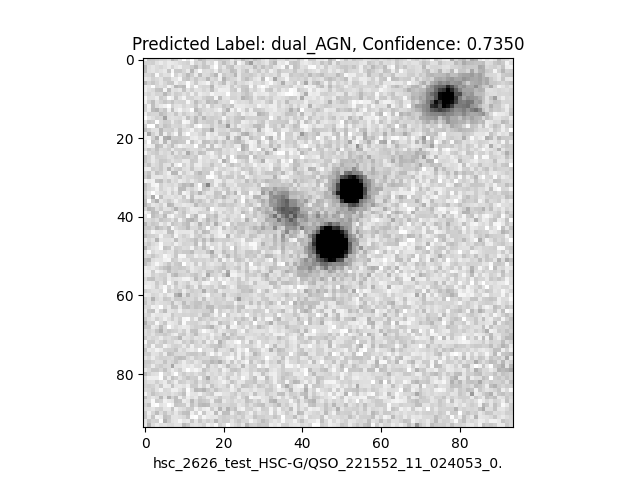 Predicted Label: dual_AGN, Confidence: 0.7350
0
20
40
60
80
0 20 40 60 80
hsc_2626_test_HSC-G/QSO_221552_11_024053_0.